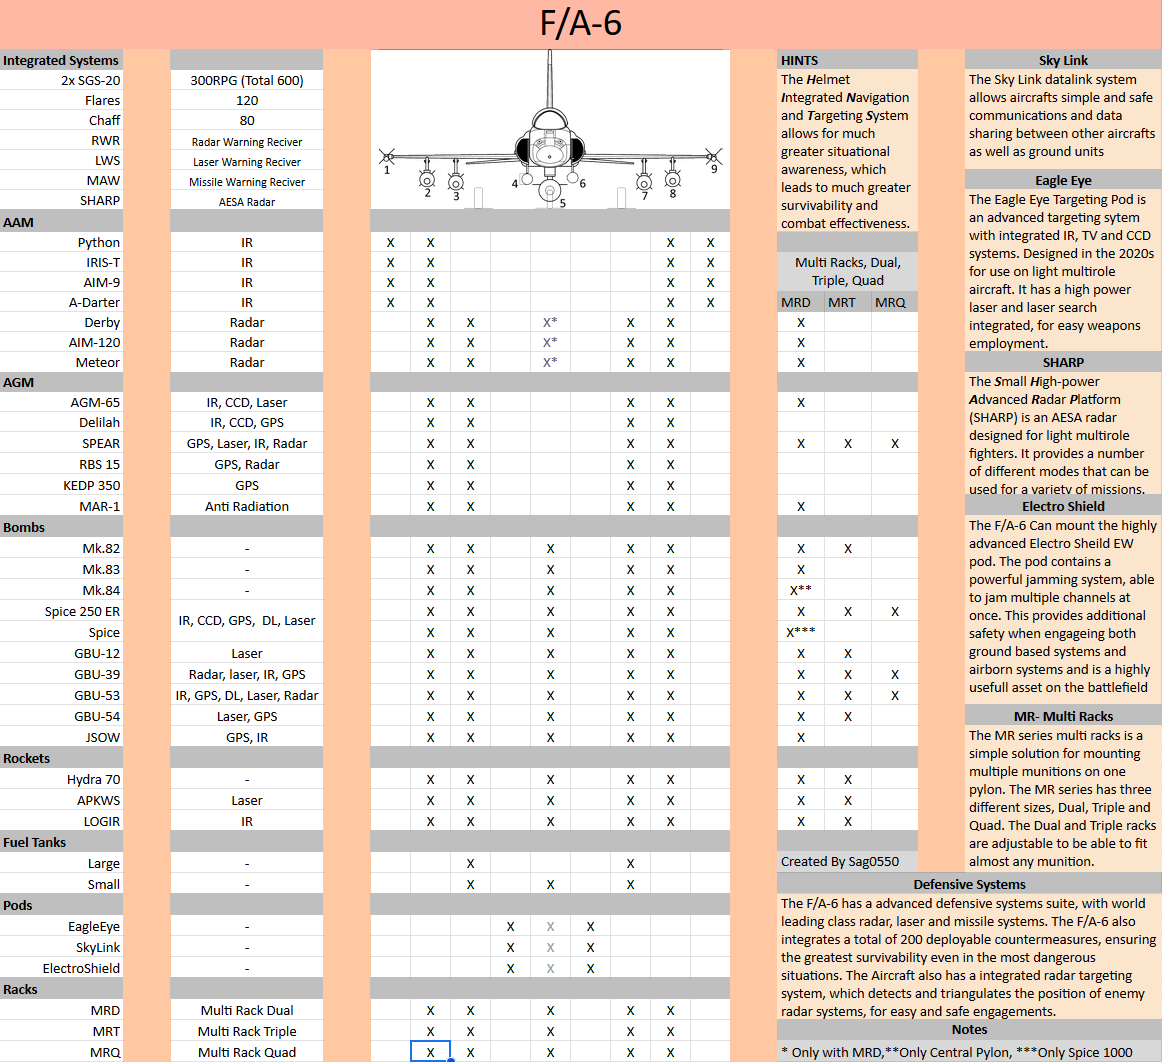 F/A-6
Integrated Systems
2x SGS-20 300RPG (Total 600)
Flares 120
Chaff 80
RWR Radar Warning Reciver
LWS Laser Warning Reciver
MAW Missile Warning Reciver
SHARP AESA Radar
1 2 3 4 5 6 7 8 9
AAM
Python IR X X X X
IRIS-T IR X X X X
AIM-9 IR X X X X
A-Darter IR X X X X
Derby Radar X X X* X X X
AIM-120 Radar X X X* X X X
Meteor Radar X X X* X X X
AGM
AGM-65 IR, CCD, Laser X X X X X
Delilah IR, CCD, GPS X X X X
SPEAR GPS, Laser, IR, Radar X X X X X X X
RBS 15 GPS, Radar X X X X
KEDP 350 GPS X X X X
MAR-1 Anti Radiation X X X X X
Bombs
Mk.82 - X X X X X X X
Mk.83 - X X X X X X
Mk.84 - X X X X X X**
Spice 250 ER X X X X X X X X
IR, CCD, GPS, DL, Laser
Spice X X X X X X***
GBU-12 Laser X X X X X X X
GBU-39 Radar, laser, IR, GPS X X X X X X X X
GBU-53 IR, GPS, DL, Laser, Radar X X X X X X X X
GBU-54 Laser, GPS X X X X X X X
JSOW GPS, IR X X X X X X
Rockets
Hydra 70 - X X X X X X X
APKWS Laser X X X X X X X
LOGIR IR X X X X X X X
Fuel Tanks
Large - X X
Small - X X X
Pods
EagleEye - X X X
SkyLink - X X X
ElectroShield - X X X
Racks
MRD Multi Rack Dual X X X X X
MRT Multi Rack Triple X X X X X
MRQ Multi Rack Quad X X X X X
HINTS
The Helmet
Integrated Navigation
and Targeting System
allows for much
greater situational
awareness, which
leads to much greater
survivability and
combat effectiveness.
Multi Racks, Dual,
Triple, Quad
MRD MRT MRQ
Created By Sag0550
Sky Link
The Sky Link datalink system
allows aircrafts simple and safe
communications and data
sharing between other aircrafts
as well as ground units
Eagle Eye
The Eagle Eye Targeting Pod is
an advanced targeting sytem
with integrated IR, TV and CCD
systems. Designed in the 2020s
for use on light multirole
aircraft. It has a high power
laser and laser search
integrated, for easy weapons
employment.
SHARP
The Small High-power
Advanced Radar Platform
(SHARP) is an AESA radar
designed for light multirole
fighters. It provides a number
of different modes that can be
used for a variety of missions.
Electro Shield
The F/A-6 Can mount the highly
advanced Electro Sheild EW
pod. The pod contains a
powerful jamming system, able
to jam multiple channels at
once. This provides additional
safety when engageing both
ground based systems and
airborn systems and is a highly
usefull asset on the battlefield
MR- Multi Racks
The MR series multi racks is a
simple solution for mounting
multiple munitions on one
pylon. The MR series has three
different sizes, Dual, Triple and
Quad. The Dual and Triple racks
are adjustable to be able to fit
almost any munition.
Defensive Systems
The F/A-6 has a advanced defensive systems suite, with world
leading class radar, laser and missile systems. The F/A-6 also
integrates a total of 200 deployable countermeasures, ensuring
the greatest survivability even in the most dangerous
situations. The Aircraft also has a integrated radar targeting
system, which detects and triangulates the position of enemy
radar systems, for easy and safe engagements.
Notes
* Only with MRD,**Only Central Pylon, ***Only Spice 1000